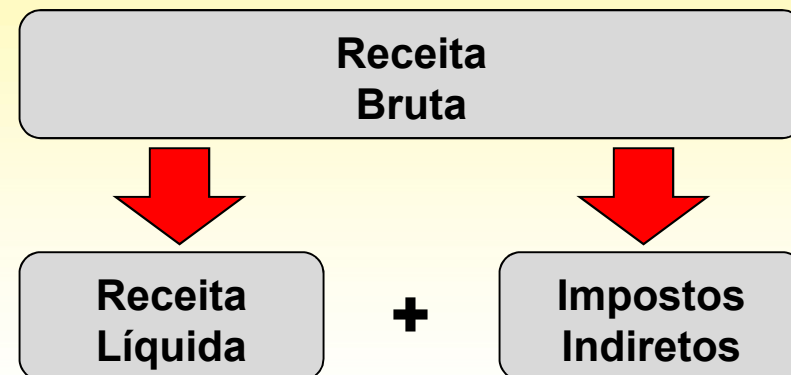 Receita
Bruta
Receita
Líquida
+
Impostos
Indiretos